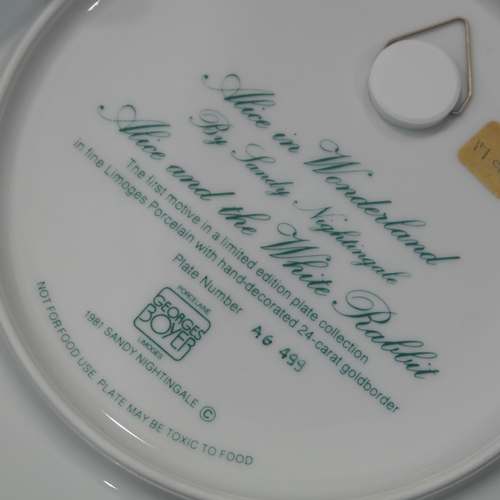 Alice in Wonderland
By Sandy Nightingale
Alice and the White Rabbit
The first motive in a limited edition plate collection
in fine Limoges Porcelain with hand-decorated 24-carat goldborder
Plate Number AG 499
PORCELAINE
GEORGES
BOYER
LIMOGES
1981 SANDY NIGHTINGALE ©
NOT FOR FOOD USE. PLATE MAY BE TOXIC TO FOOD